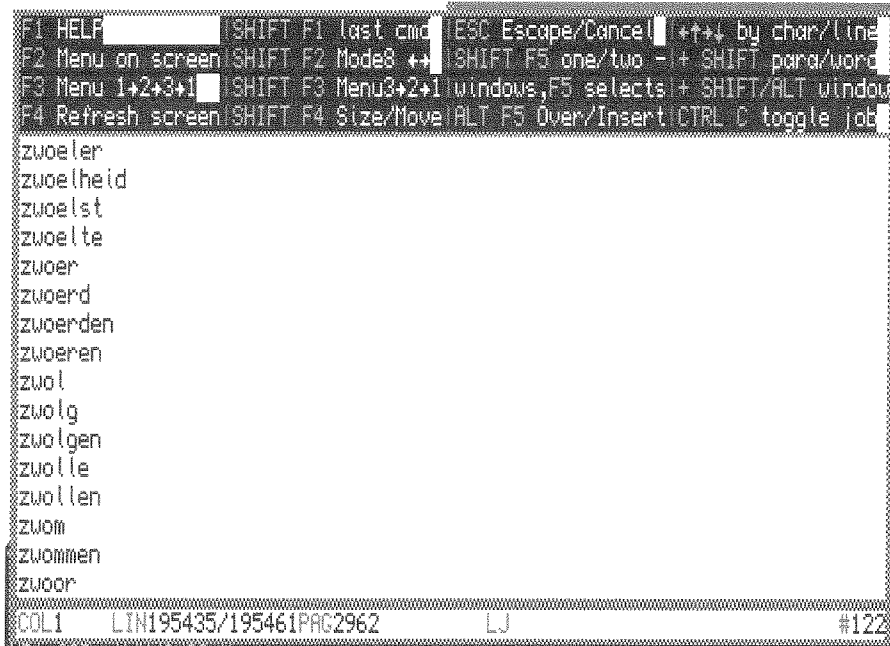 F1 HELP SHIFT F1 last cmd ESC Escape/Cancel ←↑→↓ by char/line
F2 Menu on screen SHIFT F2 Mode8 ↔ SHIFT F5 one/two - + SHIFT para/word
F3 Menu 1→2→3→1 SHIFT F3 Menu3→2→1 windows,F5 selects + SHIFT/ALT window
F4 Refresh screen SHIFT F4 Size/Move ALT F5 Over/Insert CTRL C toggle job
zwoeler
zwoelheid
zwoelst
zwoelte
zwoer
zwoerd
zwoerden
zwoeren
zwol
zwolg
zwolgen
zwolle
zwollen
zwom
zwommen
zwoor
COL1 LIN195435/195461PAG2962 LJ #122